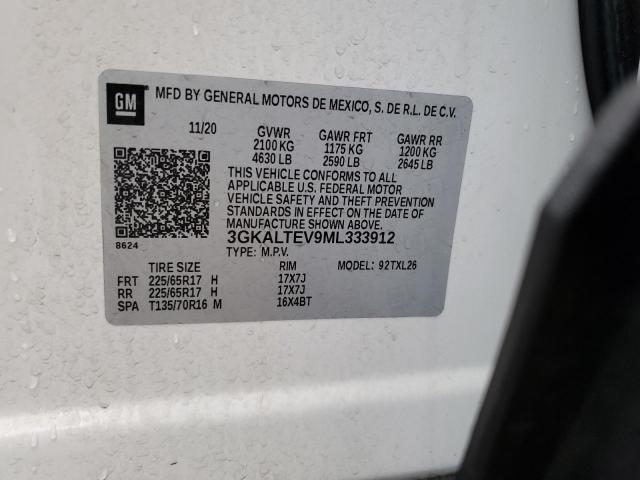 GM
MFD BY GENERAL MOTORS DE MEXICO, S. DE R.L. DE C.V.
11/20 GVWR GAWR FRT GAWR RR
2100 KG 1175 KG 1200 KG
4630 LB 2590 LB 2645 LB
THIS VEHICLE CONFORMS TO ALL
APPLICABLE U.S. FEDERAL MOTOR
VEHICLE SAFETY AND THEFT PREVENTION
STANDARDS IN EFFECT ON THE DATE OF
MANUFACTURE SHOWN ABOVE.
8624 3GKALTEV9ML333912
TYPE: M.P.V. MODEL: 92TXL26
TIRE SIZE RIM
FRT 225/65R17 H 17X7J
RR 225/65R17 H 17X7J
SPA T135/70R16 M 16X4BT